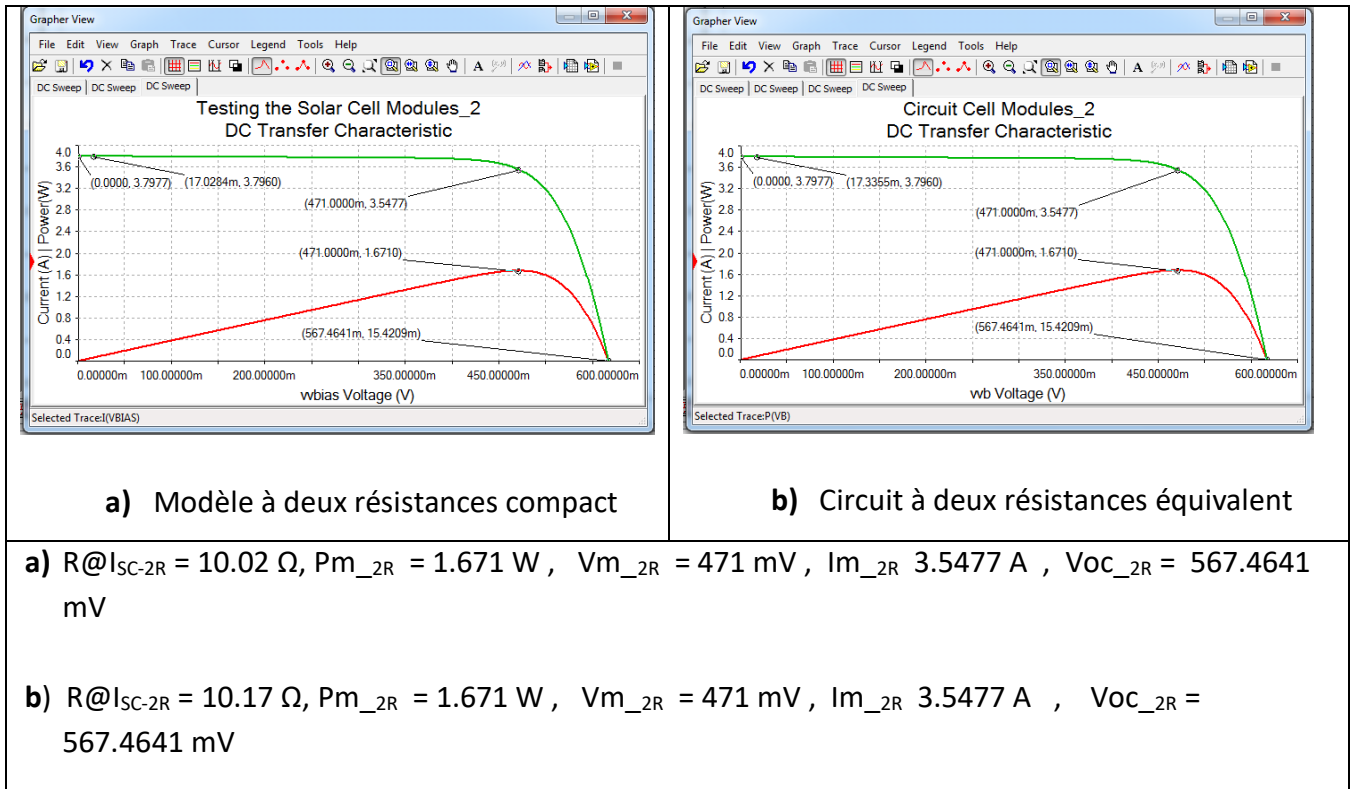 Grapher View
File Edit View Graph Trace Cursor Legend Tools Help
DC Sweep DC Sweep DC Sweep
Testing the Solar Cell Modules_2
DC Transfer Characteristic
Current (A) | Power(W)
4.0
3.6
3.2
2.8
2.4
2.0
1.6
1.2
0.8
0.4
0.0
(0.0000, 3.7977) (17.0284m, 3.7960)
(471.0000m, 3.5477)
(471.0000m, 1.6710)
(567.4641m, 15.4209m)
0.00000m 100.00000m 200.00000m 350.00000m 450.00000m 600.00000m
vvbias Voltage (V)
Selected Trace:I(VBIAS)
a) Modèle à deux résistances compact
Grapher View
File Edit View Graph Trace Cursor Legend Tools Help
DC Sweep DC Sweep DC Sweep DC Sweep
Circuit Cell Modules_2
DC Transfer Characteristic
Current (A) | Power(W)
4.0
3.6
3.2
2.8
2.4
2.0
1.6
1.2
0.8
0.4
0.0
(0.0000, 3.7977) (17.3355m, 3.7960)
(471.0000m, 3.5477)
(471.0000m, 1.6710)
(567.4641m, 15.4209m)
0.00000m 100.00000m 200.00000m 350.00000m 450.00000m 600.00000m
vvb Voltage (V)
Selected Trace:P(VB)
b) Circuit à deux résistances équivalent
a) R@ISC-2R = 10.02 Ω, Pm_2R = 1.671 W , Vm_2R = 471 mV , Im_2R 3.5477 A , Voc_2R = 567.4641
mV
b) R@ISC-2R = 10.17 Ω, Pm_2R = 1.671 W , Vm_2R = 471 mV , Im_2R 3.5477 A , Voc_2R =
567.4641 mV